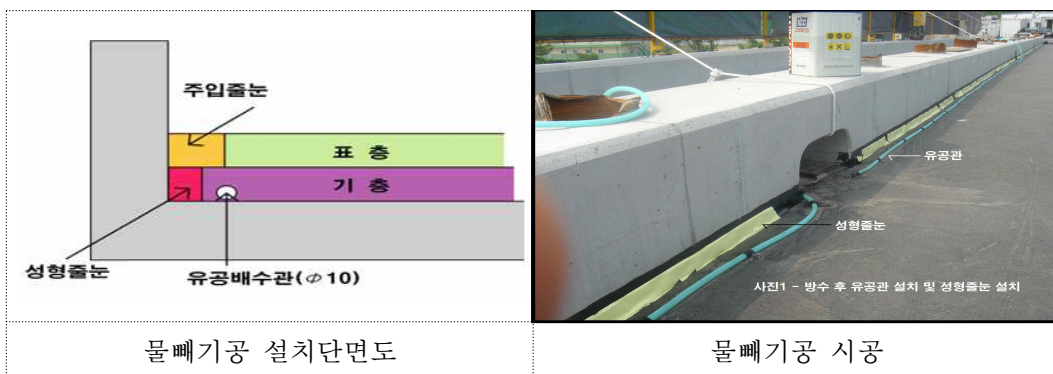 주입줄눈
표 층
기 층
성형줄눈
유공배수관(φ10)
유공관
성형줄눈
사진1 - 방수 후 유공관 설치 및 성형줄눈 설치
물빼기공 설치단면도
물빼기공 시공